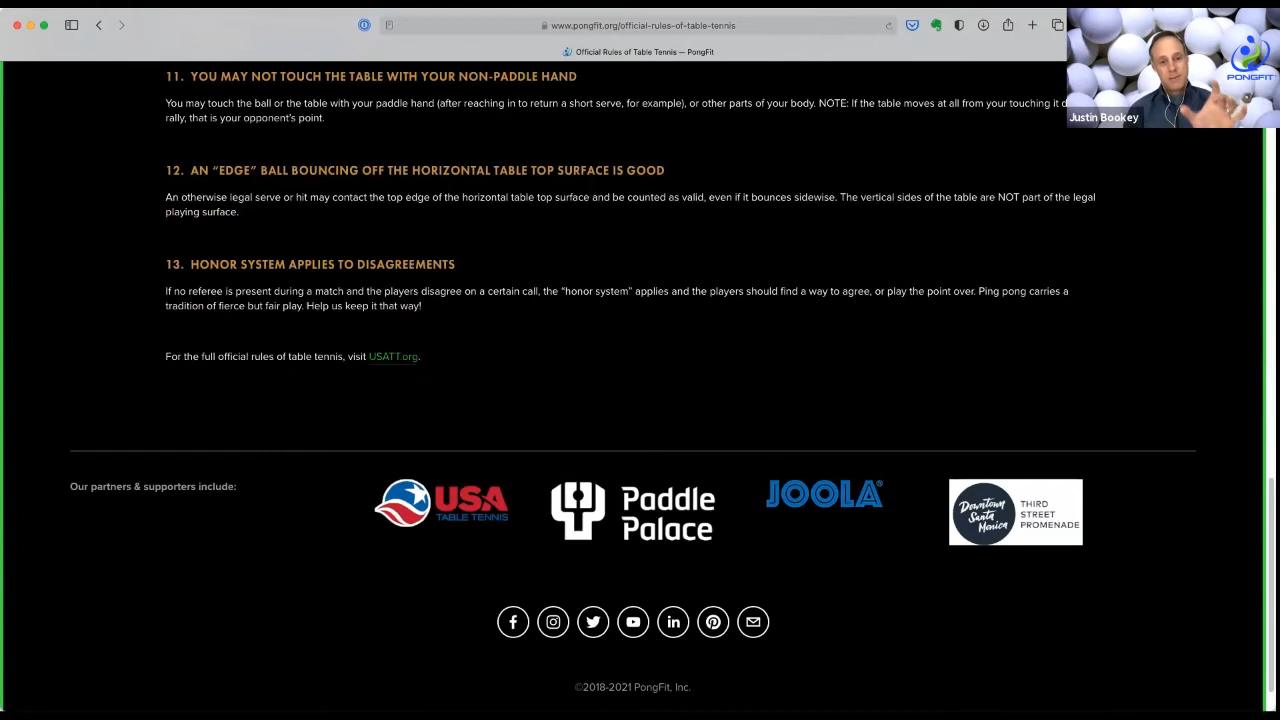 www.pongfit.org/official-rules-of-table-tennis
Official Rules of Table Tennis — PongFit
PONGFIT
Justin Bookey
11. YOU MAY NOT TOUCH THE TABLE WITH YOUR NON-PADDLE HAND
You may touch the ball or the table with your paddle hand (after reaching in to return a short serve, for example), or other parts of your body. NOTE: If the table moves at all from your touching it
rally, that is your opponent’s point.
12. AN “EDGE” BALL BOUNCING OFF THE HORIZONTAL TABLE TOP SURFACE IS GOOD
An otherwise legal serve or hit may contact the top edge of the horizontal table top surface and be counted as valid, even if it bounces sidewise. The vertical sides of the table are NOT part of the legal
playing surface.
13. HONOR SYSTEM APPLIES TO DISAGREEMENTS
If no referee is present during a match and the players disagree on a certain call, the “honor system” applies and the players should find a way to agree, or play the point over. Ping pong carries a
tradition of fierce but fair play. Help us keep it that way!
For the full official rules of table tennis, visit USATT.org.
Our partners & supporters include:
USA
TABLE TENNIS
Paddle
Palace
JOOLA®
Downtown
Santa
Monica
THIRD
STREET
PROMENADE
©2018-2021 PongFit, Inc.